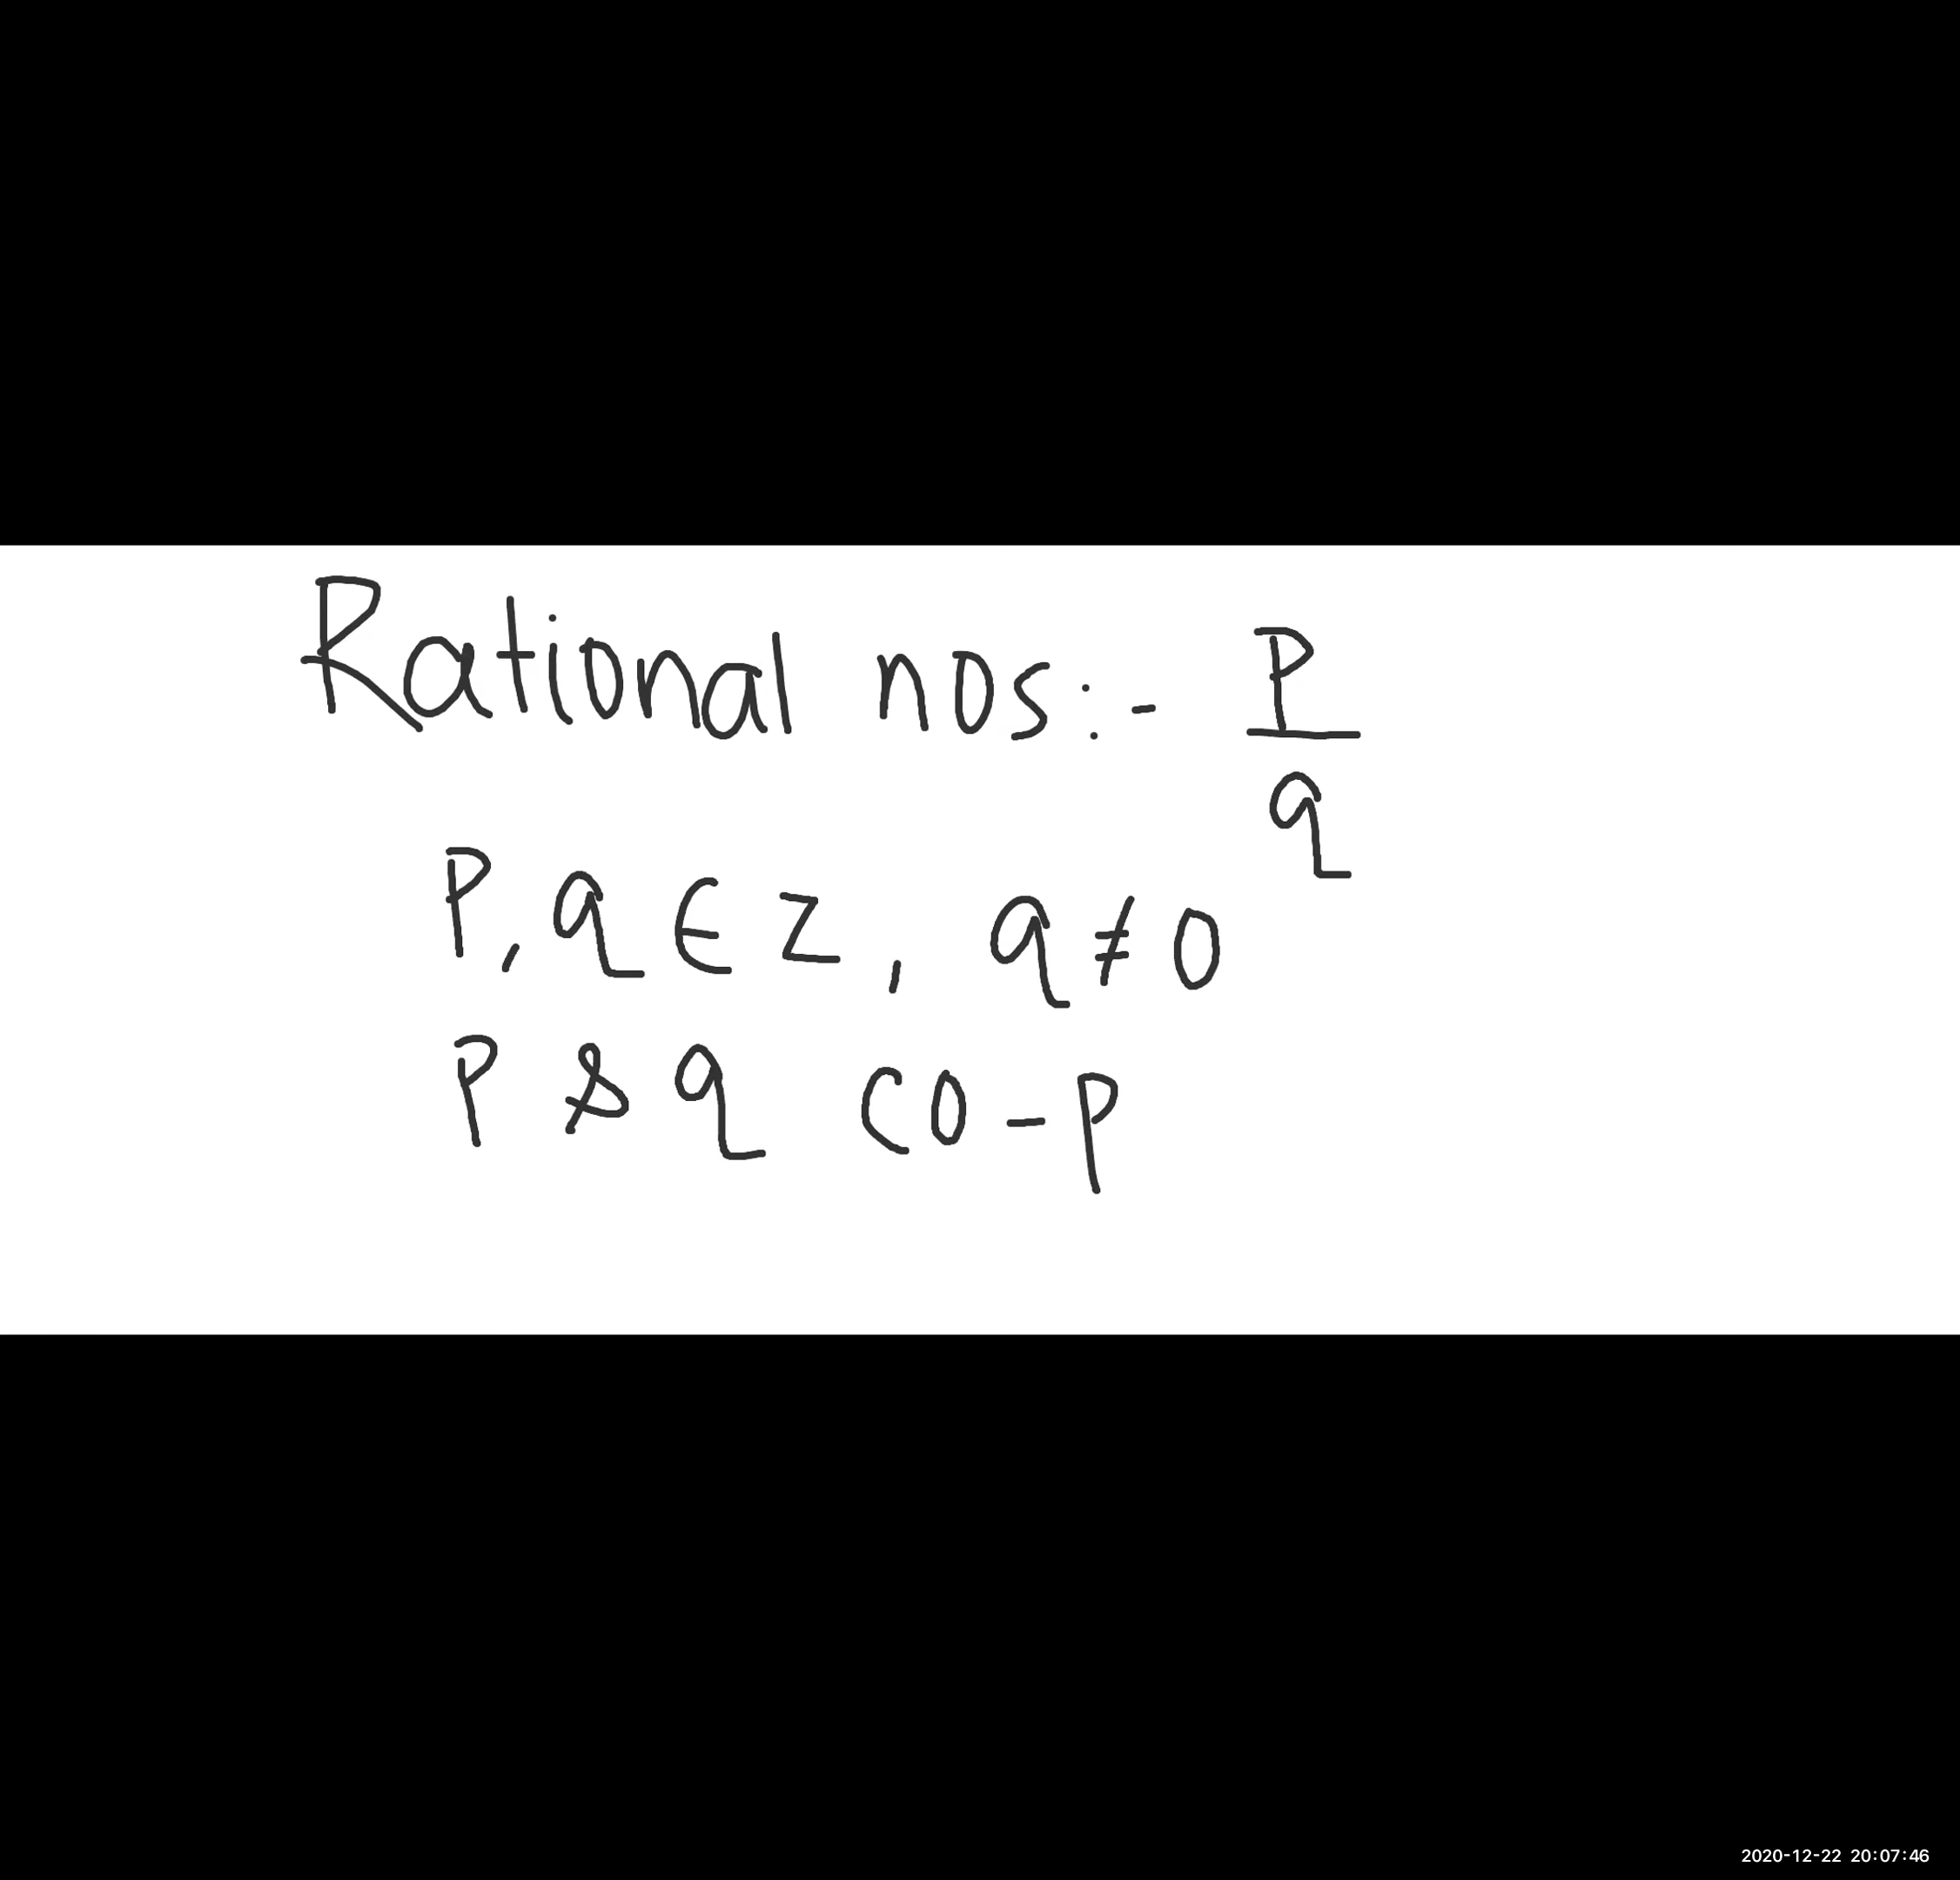 Rational nos:- P/q
P, q ∈ Z, q ≠ 0
P & q co-p
2020-12-22 20:07:46